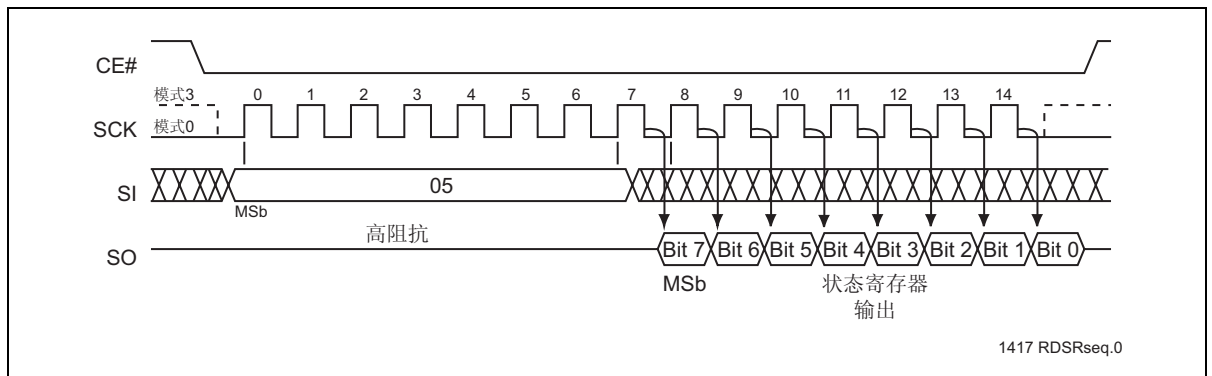 CE#
模式3
0 1 2 3 4 5 6 7 8 9 10 11 12 13 14
SCK
模式0
SI
05
MSb
高阻抗
SO
Bit 7 Bit 6 Bit 5 Bit 4 Bit 3 Bit 2 Bit 1 Bit 0
MSb
状态寄存器
输出
1417 RDSRseq.0